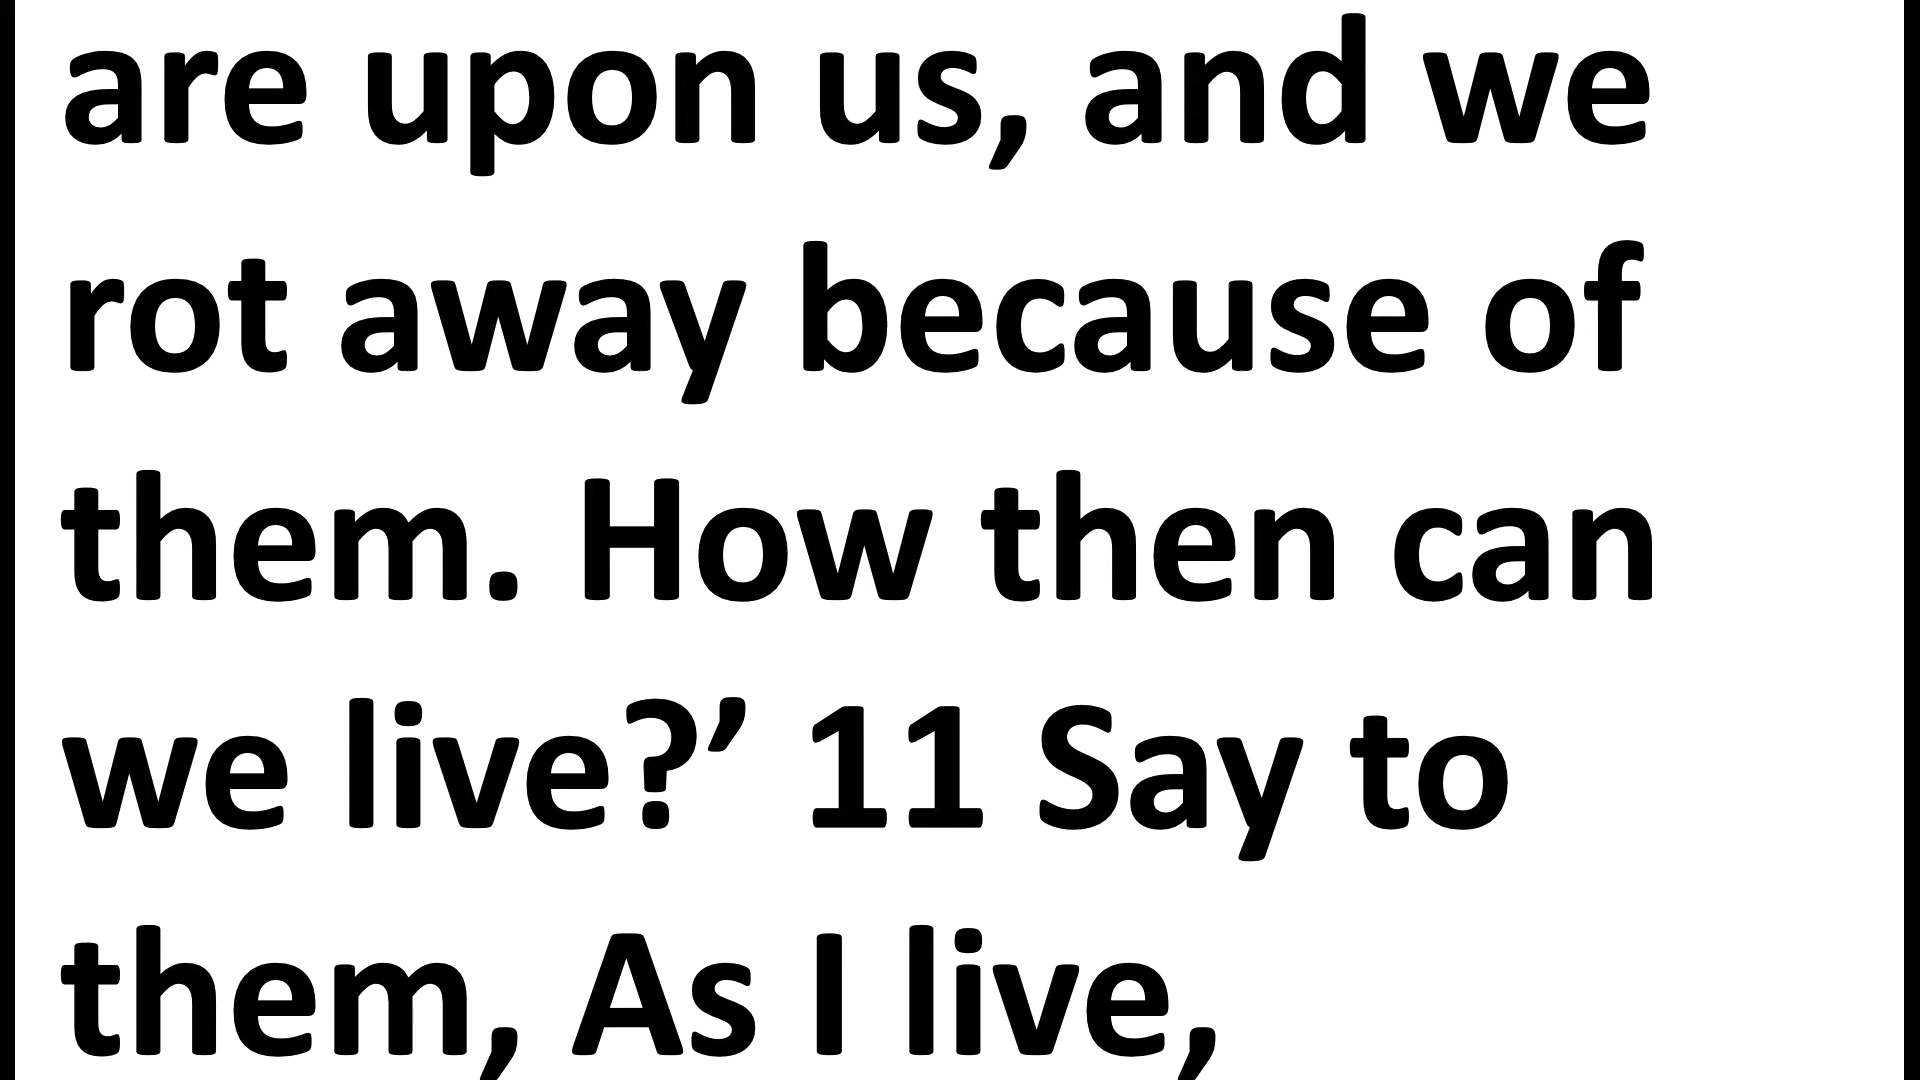 are upon us, and we
rot away because of
them. How then can
we live?’ 11 Say to
them, As I live,